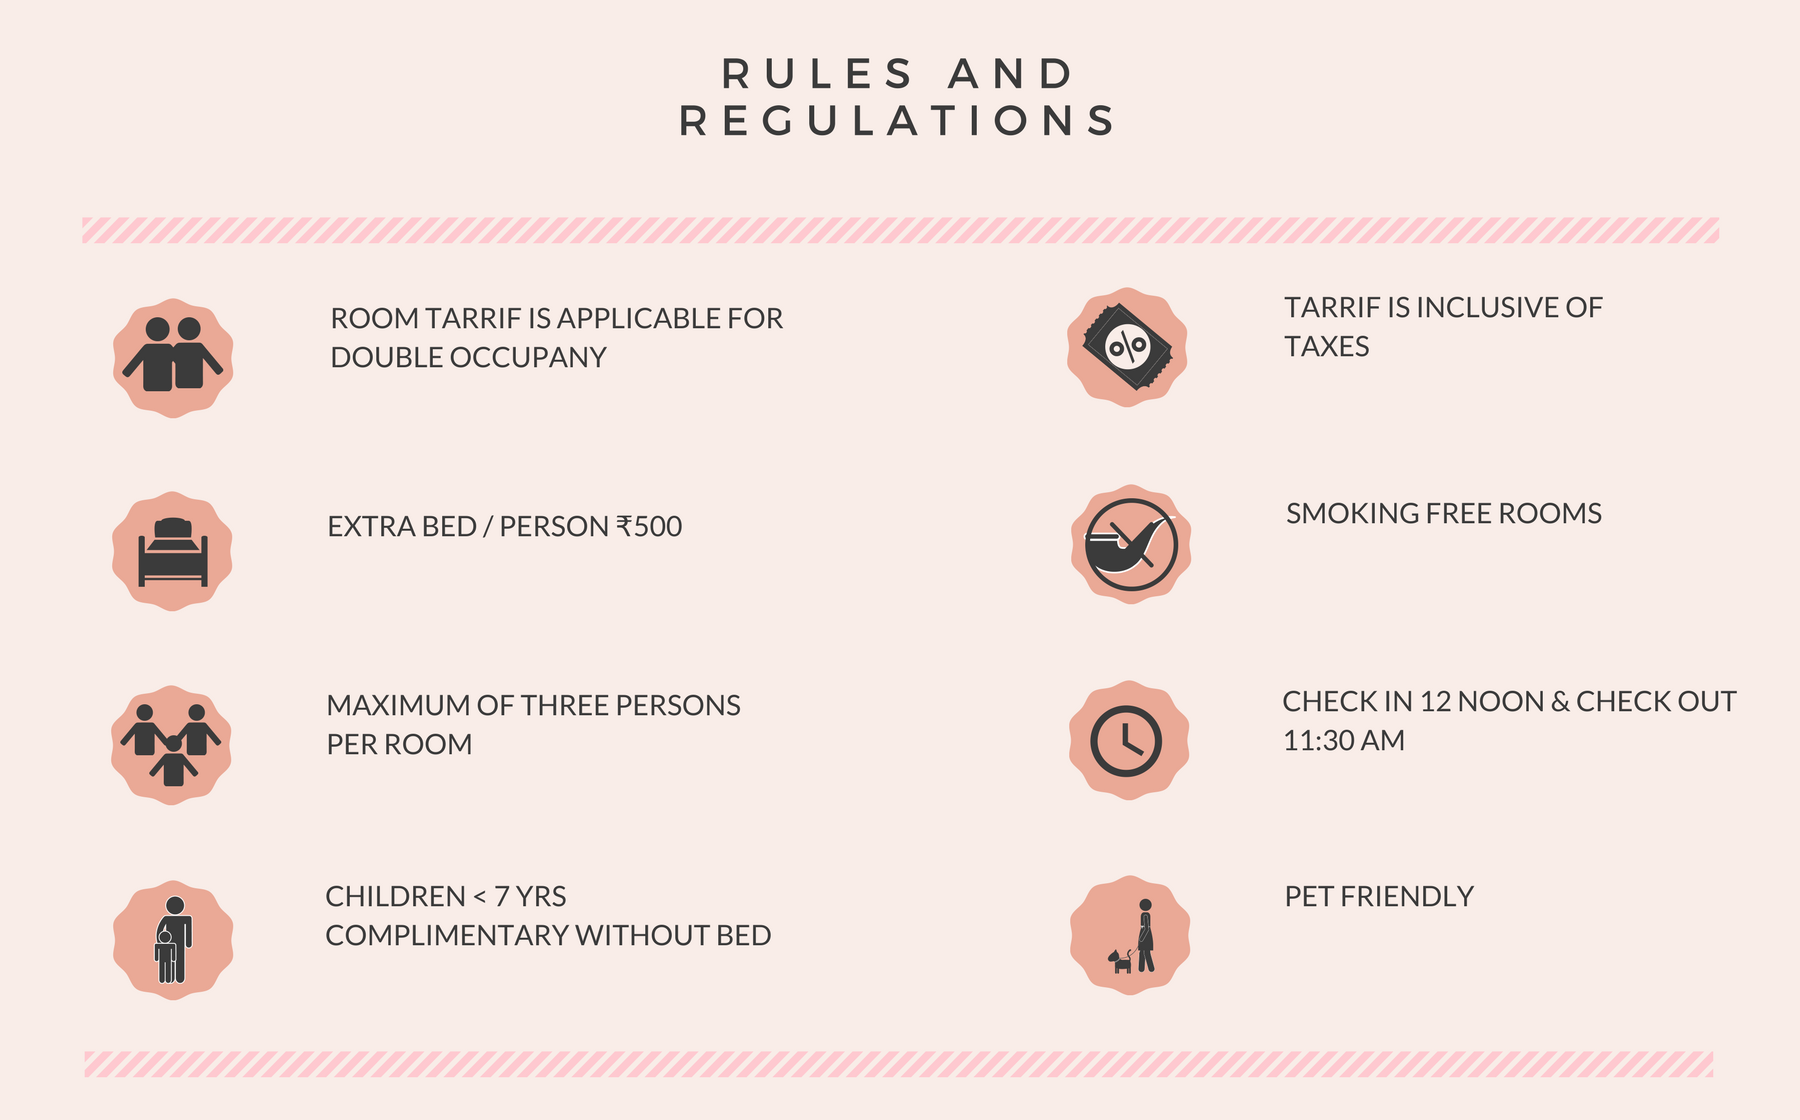 RULES AND
REGULATIONS
ROOM TARRIF IS APPLICABLE FOR
DOUBLE OCCUPANY
EXTRA BED / PERSON ₹500
MAXIMUM OF THREE PERSONS
PER ROOM
CHILDREN < 7 YRS
COMPLIMENTARY WITHOUT BED
TARRIF IS INCLUSIVE OF
TAXES
%
SMOKING FREE ROOMS
CHECK IN 12 NOON & CHECK OUT
11:30 AM
PET FRIENDLY